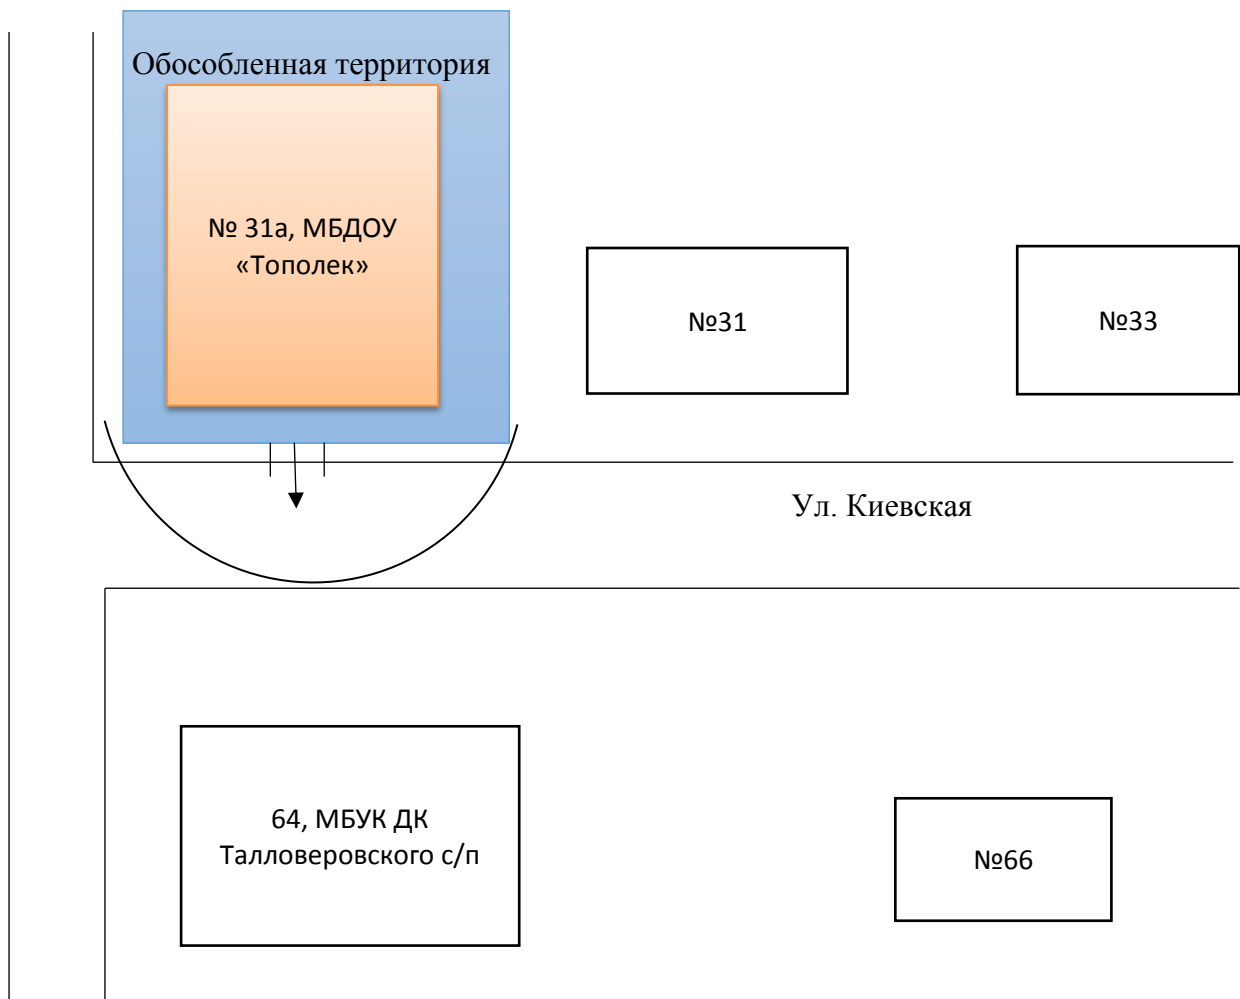 Обособленная территория
№ 31а, МБДОУ
«Тополек»
№31
№33
Ул. Киевская
64, МБУК ДК
Талловеровского с/п
№66